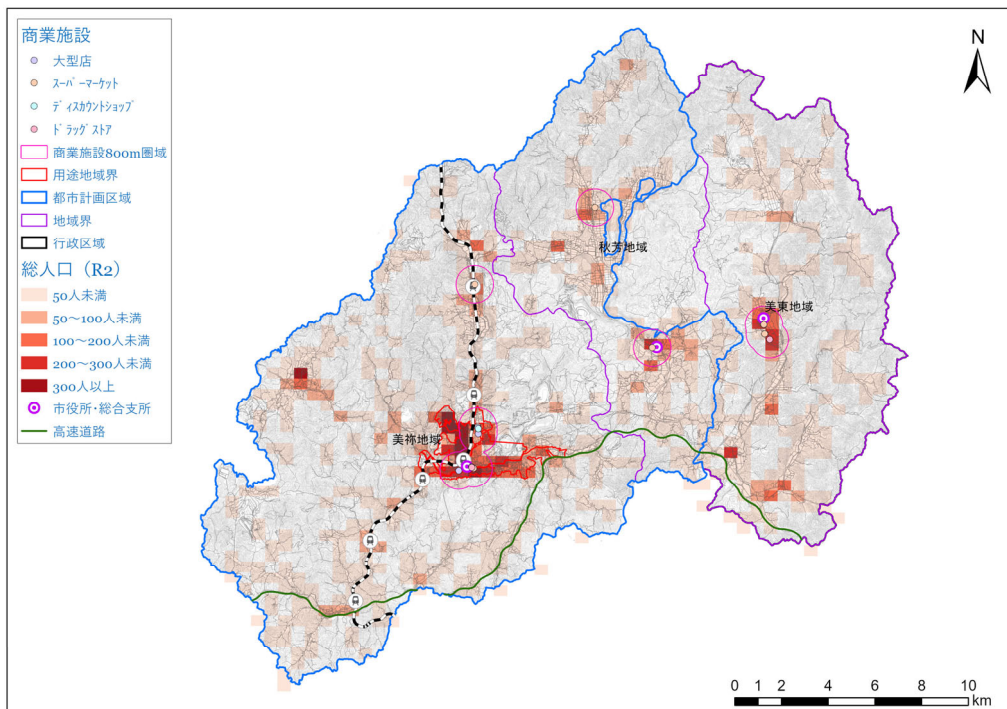 商業施設
大型店
スーパーマーケット
ディスカウントショップ
ドラッグストア
商業施設800m圏域
用途地域界
都市計画区域
地域界
行政区域
総人口（R2）
50人未満
50～100人未満
100～200人未満
200～300人未満
300人以上
市役所・総合支所
高速道路
N
秋芳地域
美東地域
美祢地域
0 1 2 4 6 8 10
km